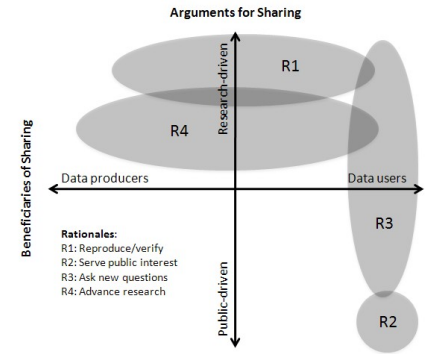 Arguments for Sharing
Research-driven
R1
R4
Beneficiaries of Sharing
Data producers
Data users
R3
Rationales:
R1: Reproduce/verify
R2: Serve public interest
R3: Ask new questions
R4: Advance research
Public-driven
R2